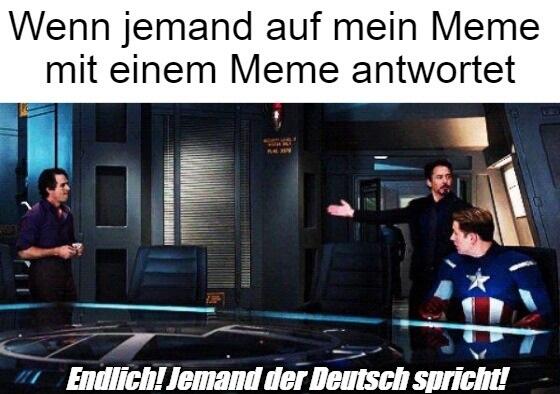 Wenn jemand auf mein Meme
mit einem Meme antwortet
Endlich! Jemand der Deutsch spricht!